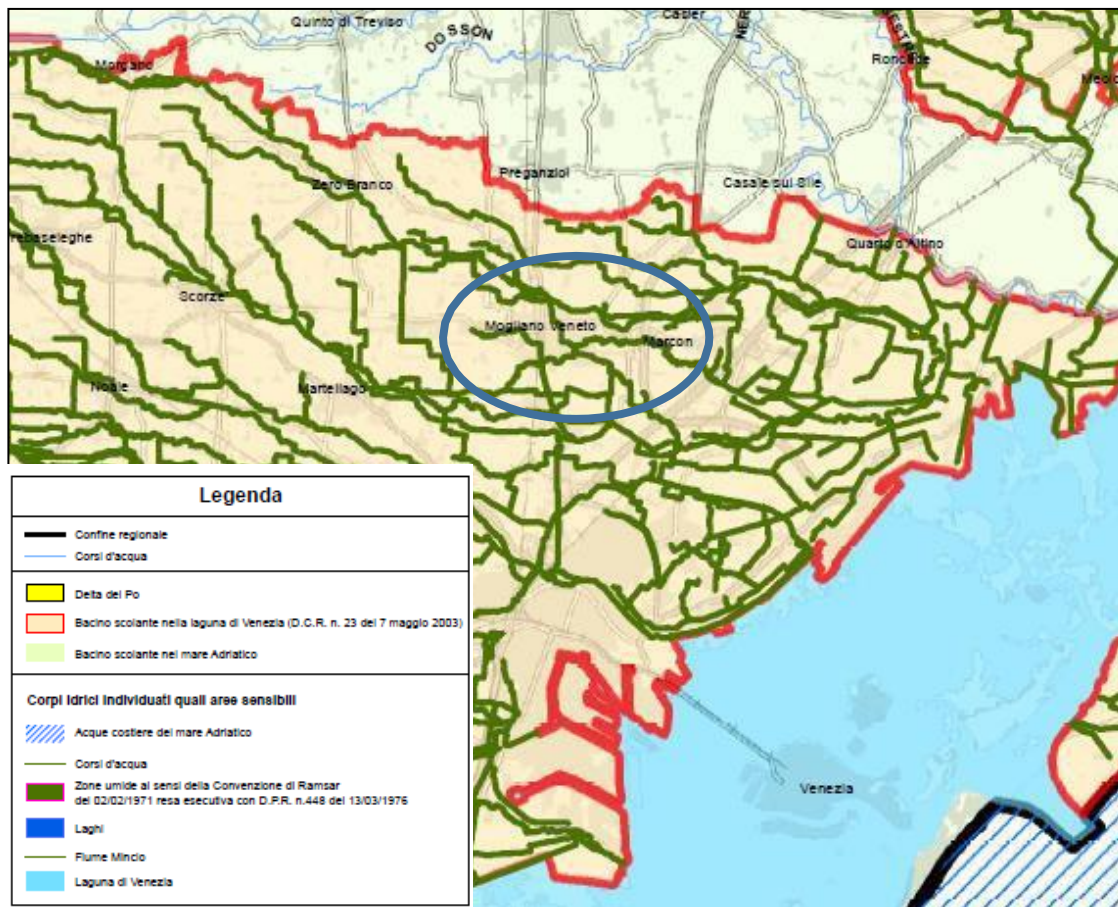 Quinto di Treviso
Casier
DOSSON
NER
SESTRE
Morgano
Roncade
Zero Branco
Preganziol
Casale sul Sile
Quarto d'Altino
rebaseleghe
Scorze'
Mogliano Veneto
Marcon
Noale
Martellago
Venezia
Legenda
Confine regionale
Corsi d'acqua
Delta del Po
Bacino scolante nella laguna di Venezia (D.C.R. n. 23 del 7 maggio 2003)
Bacino scolante nel mare Adriatico
Corpi idrici individuati quali aree sensibili
Acque costiere del mare Adriatico
Corsi d'acqua
Zone umide ai sensi della Convenzione di Ramsar
del 02/02/1971 resa esecutiva con D.P.R. n.448 del 13/03/1976
Laghi
Fiume Mincio
Laguna di Venezia